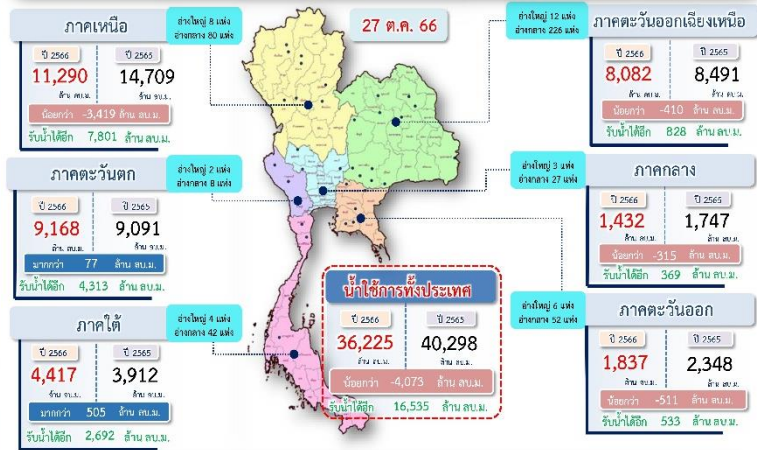 ภาคเหนือ
ปี 2566 ปี 2565
11,290 14,709
ล้าน ลบ.ม. ล้าน ลบ.ม.
น้อยกว่า -3,419 ล้าน ลบ.ม.
รับน้ำได้อีก 7,801 ล้าน ลบ.ม.
อ่างใหญ่ 8 แห่ง
อ่างกลาง 80 แห่ง
27 ต.ค. 66
อ่างใหญ่ 12 แห่ง
อ่างกลาง 226 แห่ง
ภาคตะวันออกเฉียงเหนือ
ปี 2566 ปี 2565
8,082 8,491
ล้าน ลบ.ม. ล้าน ลบ.ม.
น้อยกว่า -410 ล้าน ลบ.ม.
รับน้ำได้อีก 828 ล้าน ลบ.ม.
ภาคตะวันตก
ปี 2566 ปี 2565
9,168 9,091
ล้าน ลบ.ม. ล้าน ลบ.ม.
มากกว่า 77 ล้าน ลบ.ม.
รับน้ำได้อีก 4,313 ล้าน ลบ.ม.
อ่างใหญ่ 2 แห่ง
อ่างกลาง 8 แห่ง
อ่างใหญ่ 3 แห่ง
อ่างกลาง 27 แห่ง
ภาคกลาง
ปี 2566 ปี 2565
1,432 1,747
ล้าน ลบ.ม. ล้าน ลบ.ม.
น้อยกว่า -315 ล้าน ลบ.ม.
รับน้ำได้อีก 369 ล้าน ลบ.ม.
ภาคใต้
ปี 2566 ปี 2565
4,417 3,912
ล้าน ลบ.ม. ล้าน ลบ.ม.
มากกว่า 505 ล้าน ลบ.ม.
รับน้ำได้อีก 2,692 ล้าน ลบ.ม.
อ่างใหญ่ 4 แห่ง
อ่างกลาง 42 แห่ง
น้ำใช้การทั้งประเทศ
ปี 2566 ปี 2565
36,225 40,298
ล้าน ลบ.ม. ล้าน ลบ.ม.
น้อยกว่า -4,073 ล้าน ลบ.ม.
รับน้ำได้อีก 16,535 ล้าน ลบ.ม.
อ่างใหญ่ 6 แห่ง
อ่างกลาง 52 แห่ง
ภาคตะวันออก
ปี 2566 ปี 2565
1,837 2,348
ล้าน ลบ.ม. ล้าน ลบ.ม.
น้อยกว่า -511 ล้าน ลบ.ม.
รับน้ำได้อีก 533 ล้าน ลบ.ม.